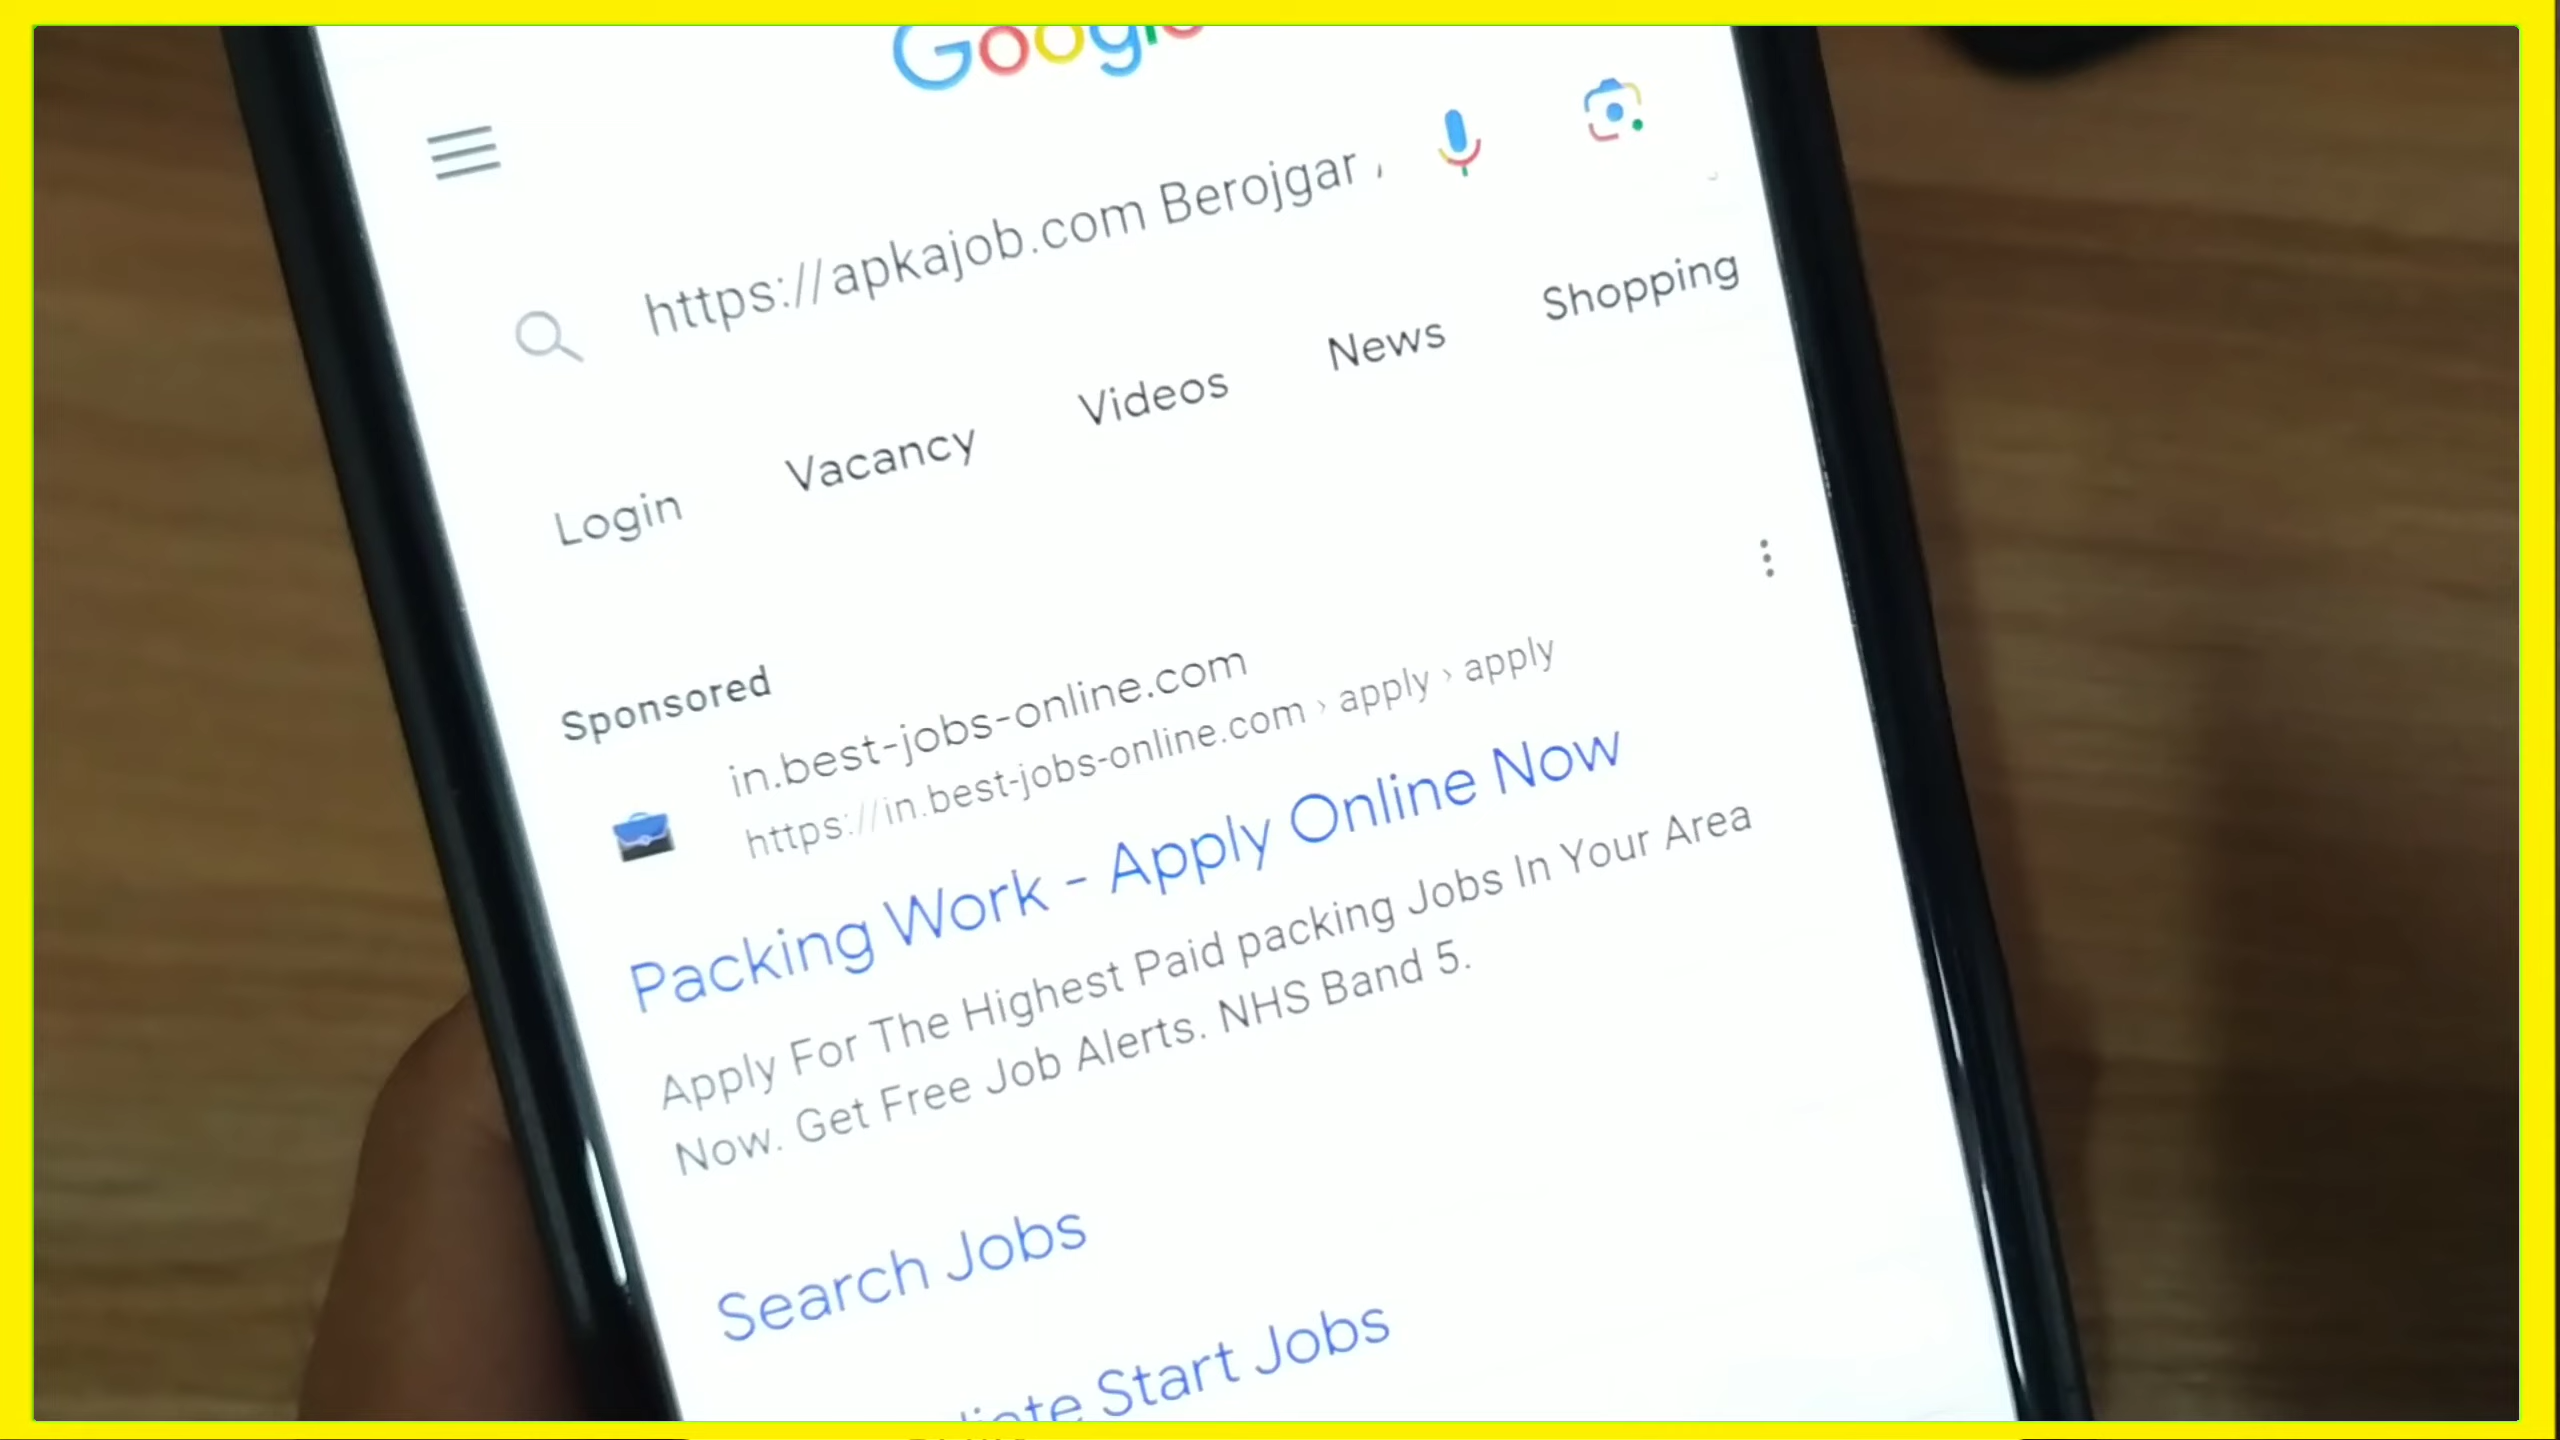 Google
https://apkajob.com Berojgar
Login Vacancy Videos News Shopping
Sponsored
in.best-jobs-online.com
https://in.best-jobs-online.com › apply › apply
Packing Work - Apply Online Now
Apply For The Highest Paid packing Jobs In Your Area
Now. Get Free Job Alerts. NHS Band 5.
Search Jobs
Start Jobs